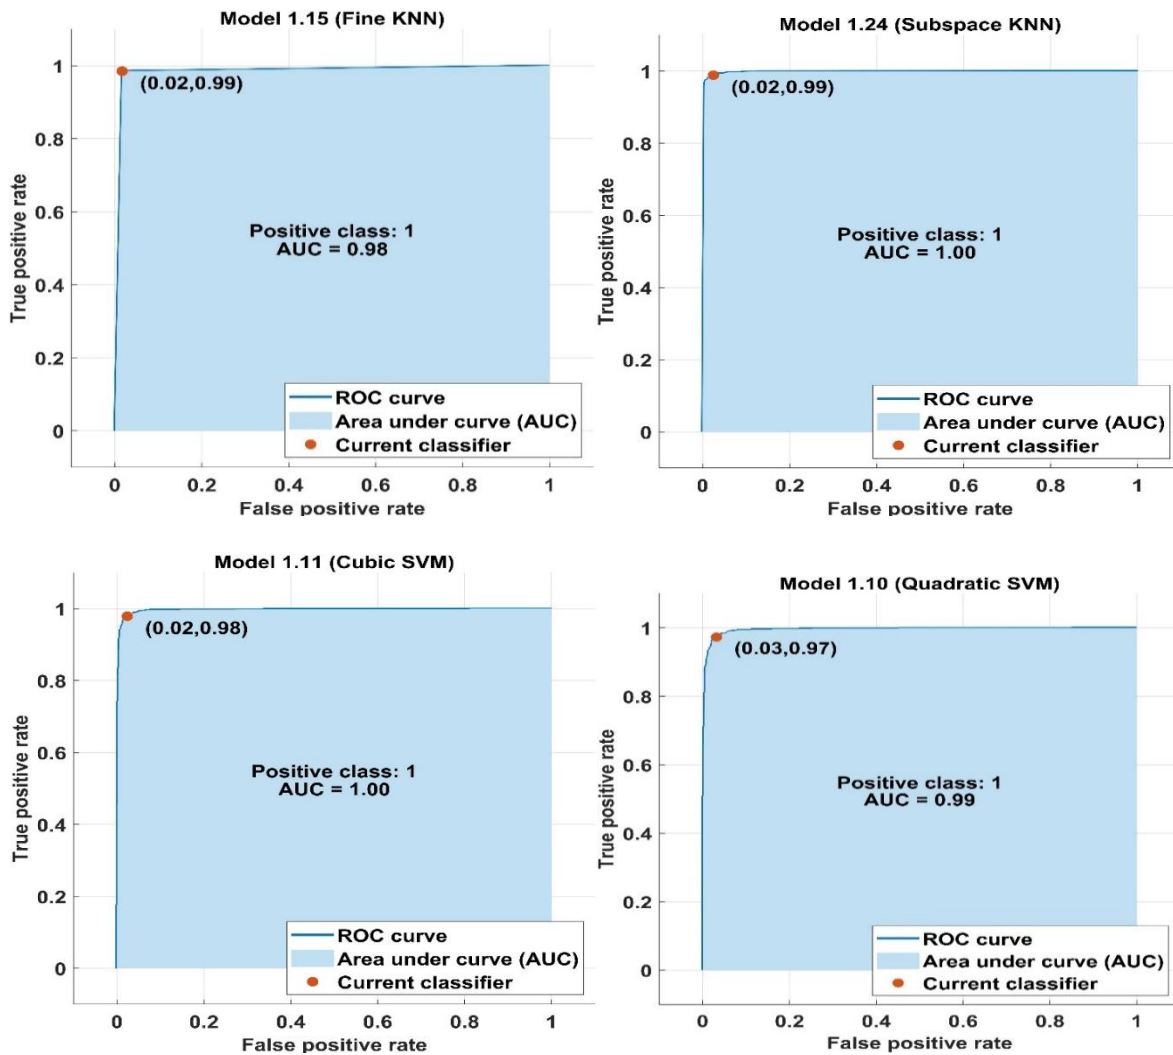 Model 1.15 (Fine KNN)
True positive rate
1
0.8
0.6
0.4
0.2
0
(0.02,0.99)
Positive class: 1
AUC = 0.98
ROC curve
Area under curve (AUC)
Current classifier
0 0.2 0.4 0.6 0.8 1
False positive rate
Model 1.24 (Subspace KNN)
True positive rate
1
0.8
0.6
0.4
0.2
0
(0.02,0.99)
Positive class: 1
AUC = 1.00
ROC curve
Area under curve (AUC)
Current classifier
0 0.2 0.4 0.6 0.8 1
False positive rate
Model 1.11 (Cubic SVM)
True positive rate
1
0.8
0.6
0.4
0.2
0
(0.02,0.98)
Positive class: 1
AUC = 1.00
ROC curve
Area under curve (AUC)
Current classifier
0 0.2 0.4 0.6 0.8 1
False positive rate
Model 1.10 (Quadratic SVM)
True positive rate
1
0.8
0.6
0.4
0.2
0
(0.03,0.97)
Positive class: 1
AUC = 0.99
ROC curve
Area under curve (AUC)
Current classifier
0 0.2 0.4 0.6 0.8 1
False positive rate